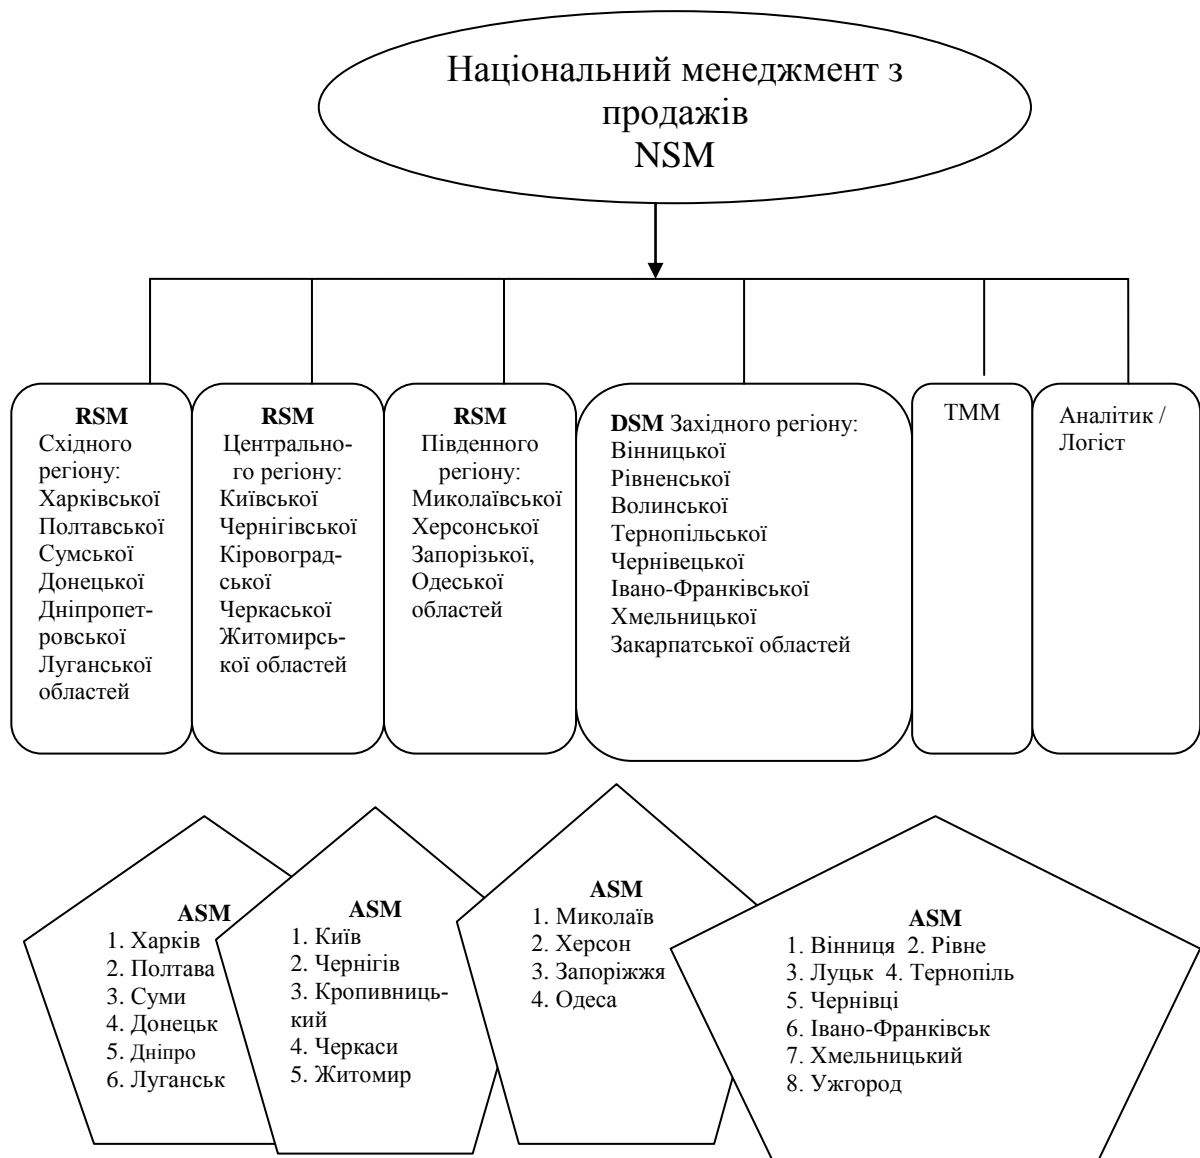 Національний менеджмент з
продажів
NSM
RSM
Східного
регіону:
Харківської
Полтавської
Сумської
Донецької
Дніпропет-
ровської
Луганської
областей
RSM
Центрально-
го регіону:
Київської
Чернігівської
Кіровоград-
ської
Черкаської
Житомирсь-
кої областей
RSM
Південного
регіону:
Миколаївської
Херсонської
Запорізької,
Одеської
областей
DSM Західного регіону:
Вінницької
Рівненської
Волинської
Тернопільської
Чернівецької
Івано-Франківської
Хмельницької
Закарпатської областей
ТММ
Аналітик /
Логіст
ASM
1. Харків
2. Полтава
3. Суми
4. Донецьк
5. Дніпро
6. Луганськ
ASM
1. Київ
2. Чернігів
3. Кропивниць-
кий
4. Черкаси
5. Житомир
ASM
1. Миколаїв
2. Херсон
3. Запоріжжя
4. Одеса
ASM
1. Вінниця 2. Рівне
3. Луцьк 4. Тернопіль
5. Чернівці
6. Івано-Франківськ
7. Хмельницький
8. Ужгород